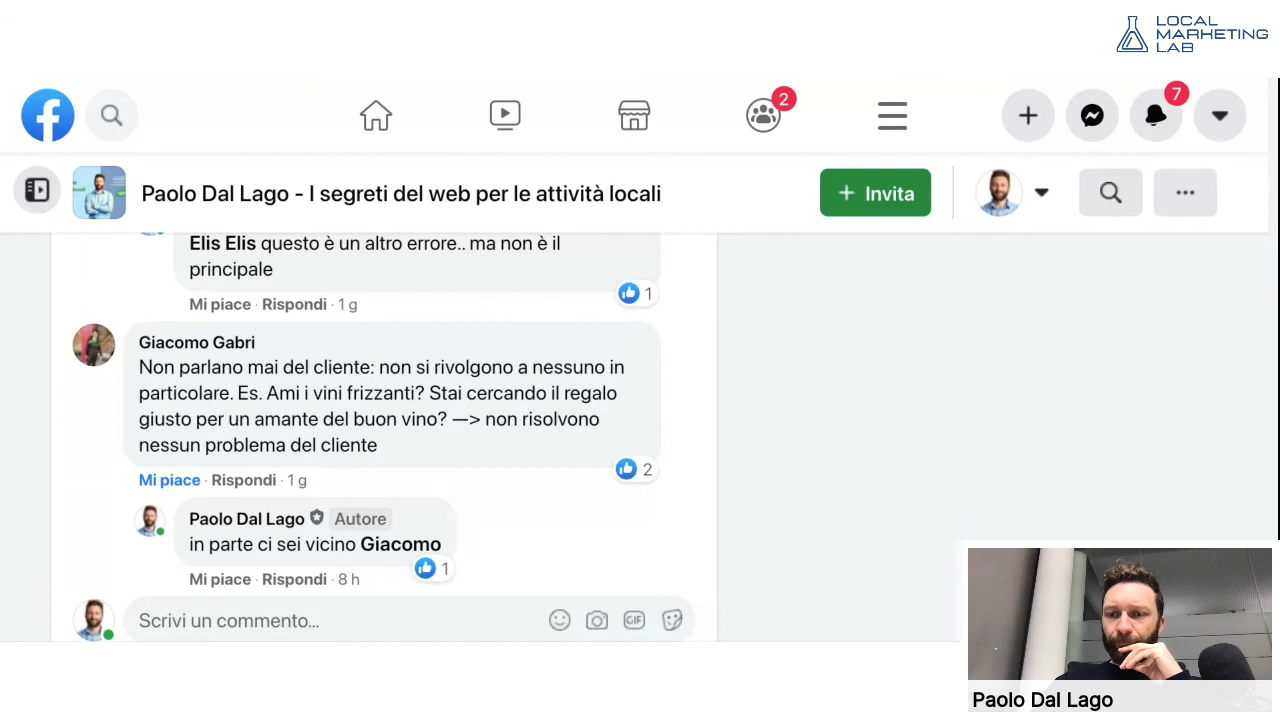 LOCAL
MARKETING
LAB
2
7
Paolo Dal Lago - I segreti del web per le attività locali
+ Invita
Elis Elis questo è un altro errore.. ma non è il
principale
1
Mi piace · Rispondi · 1 g
Giacomo Gabri
Non parlano mai del cliente: non si rivolgono a nessuno in
particolare. Es. Ami i vini frizzanti? Stai cercando il regalo
giusto per un amante del buon vino? —> non risolvono
nessun problema del cliente
2
Mi piace · Rispondi · 1 g
Paolo Dal Lago Autore
in parte ci sei vicino Giacomo
1
Mi piace · Rispondi · 8 h
Scrivi un commento...
GIF
Paolo Dal Lago